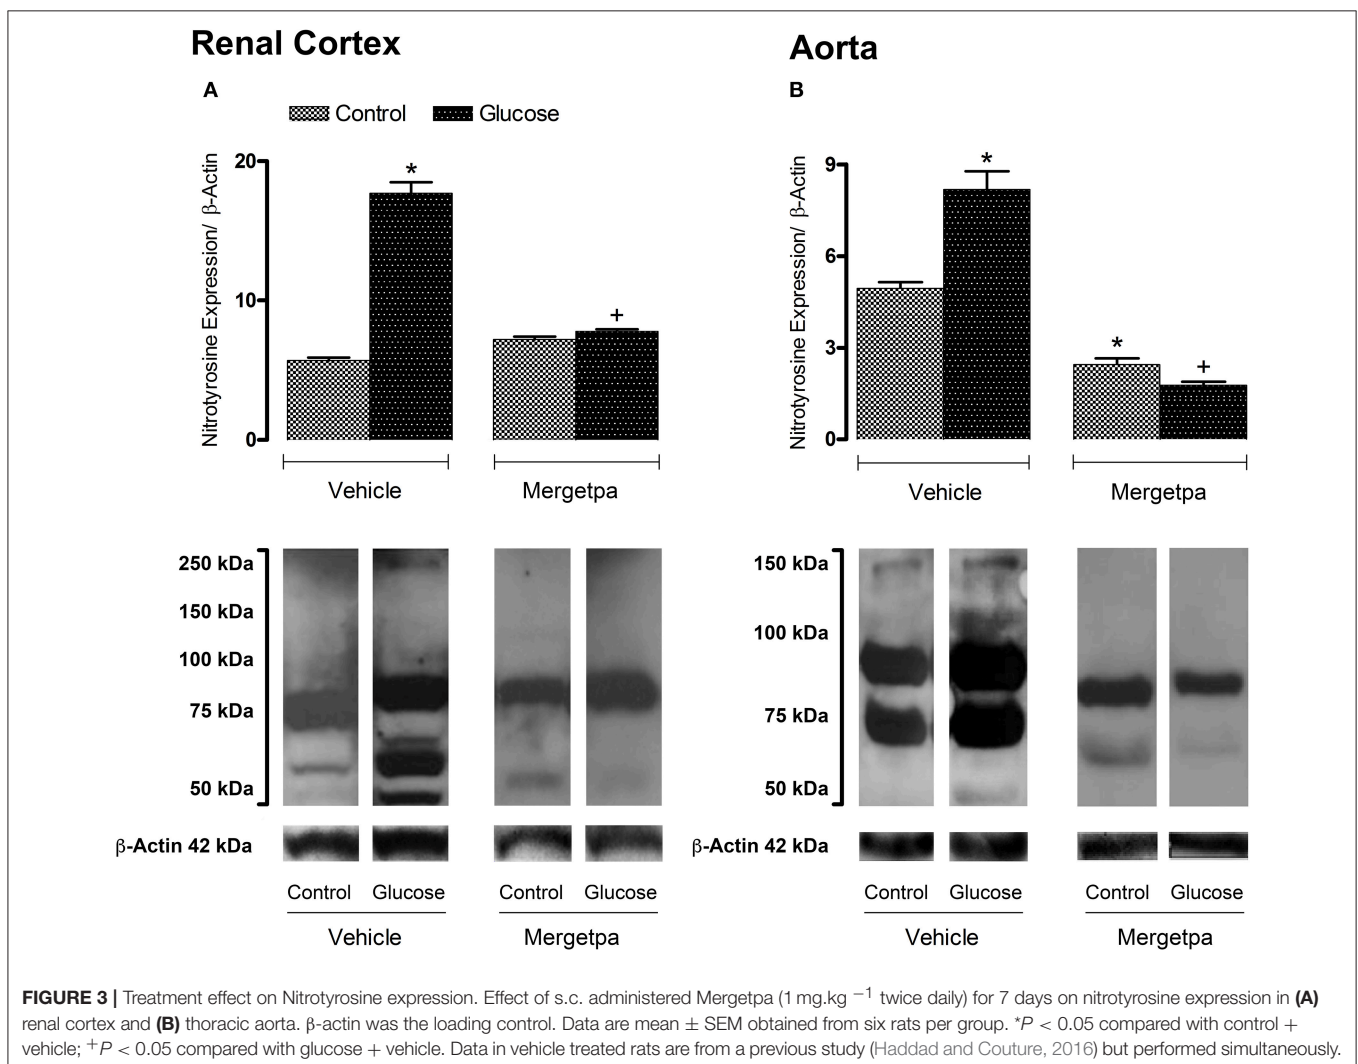 Renal Cortex
A
Control Glucose
Nitrotyrosine Expression/ β-Actin
20
*
10
+
0
Vehicle Mergetpa
250 kDa
150 kDa
100 kDa
75 kDa
50 kDa
β-Actin 42 kDa
Control Glucose Control Glucose
Vehicle Mergetpa
Aorta
B
Nitrotyrosine Expression/ β-Actin
9
*
6
3
*
+
0
Vehicle Mergetpa
150 kDa
100 kDa
75 kDa
50 kDa
β-Actin 42 kDa
Control Glucose Control Glucose
Vehicle Mergetpa
FIGURE 3 | Treatment effect on Nitrotyrosine expression. Effect of s.c. administered Mergetpa (1 mg.kg ⁻¹ twice daily) for 7 days on nitrotyrosine expression in (A)
renal cortex and (B) thoracic aorta. β-actin was the loading control. Data are mean ± SEM obtained from six rats per group. *P < 0.05 compared with control +
vehicle; ⁺P < 0.05 compared with glucose + vehicle. Data in vehicle treated rats are from a previous study (Haddad and Couture, 2016) but performed simultaneously.